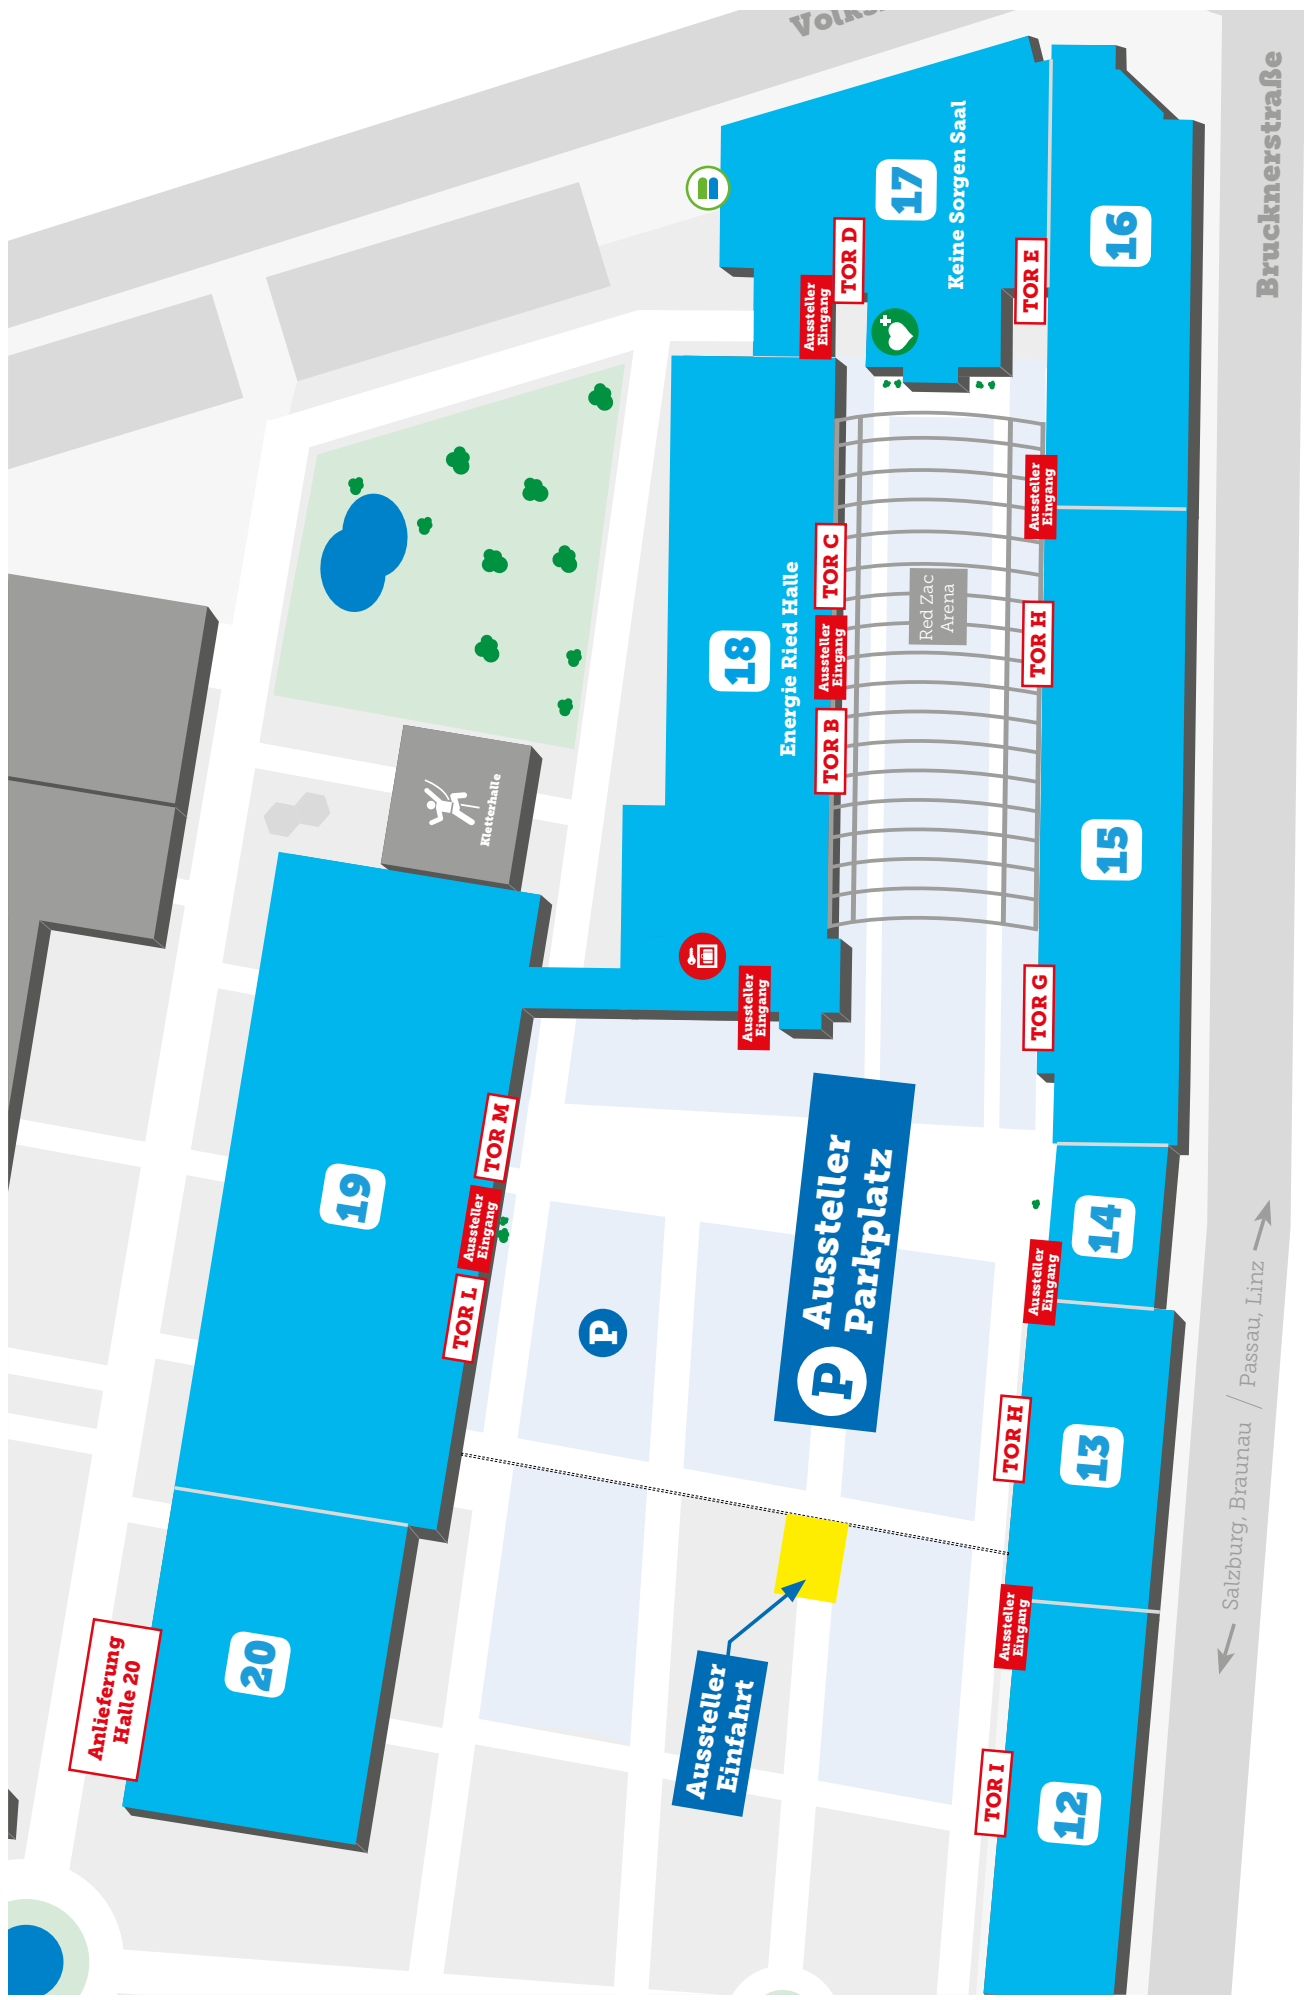 Brucknerstraße
17
Keine Sorgen Saal
16
TOR D
TOR E
Aussteller
Eingang
Aussteller
Eingang
TOR C
Red Zac
Arena
TOR H
18
Energie Ried Halle
Aussteller
Eingang
TOR B
Kletterhalle
15
Aussteller
Eingang
TOR G
TOR M
19
Aussteller
Eingang
TOR L
P
P
Aussteller
Parkplatz
14
Aussteller
Eingang
TOR H
13
Salzburg, Braunau / Passau, Linz
Aussteller
Eingang
Aussteller
Einfahrt
Anlieferung
Halle 20
20
TOR I
12